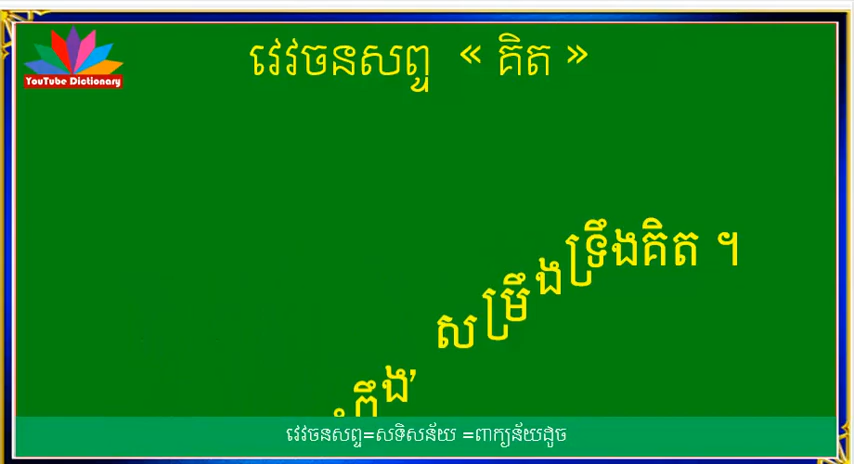 YouTube Dictionary
វេវចនសព្ទ « គិត »
សម្រឹងទ្រឹងគិត ។
វេវចនសព្ទ=សទិសន័យ =ពាក្យន័យដូច